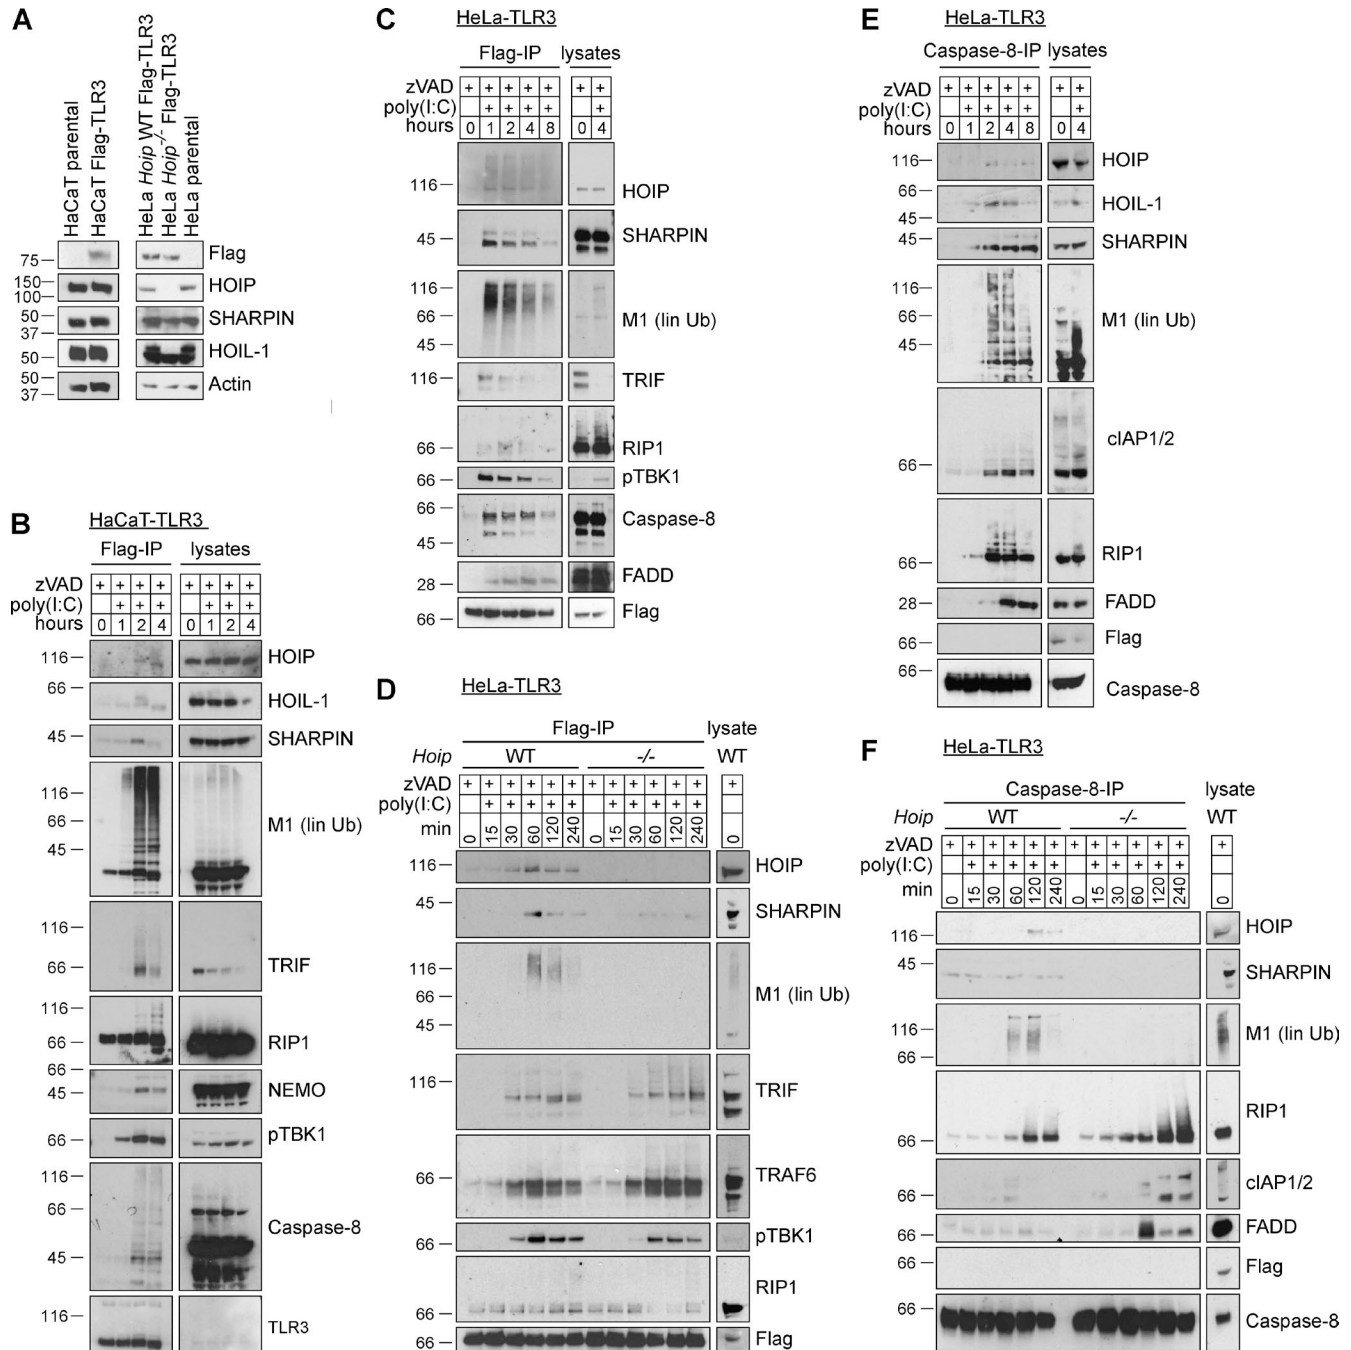 A
HaCaT parental
HaCaT Flag-TLR3
HeLa Hoip WT Flag-TLR3
HeLa Hoip-/- Flag-TLR3
HeLa parental
75
Flag
150
100
HOIP
50
37
SHARPIN
50
HOIL-1
50
37
Actin
B
HaCaT-TLR3
Flag-IP lysates
zVAD + + + + + + + +
poly(I:C) + + + + + +
hours 0 1 2 4 0 1 2 4
116
HOIP
66
HOIL-1
45
SHARPIN
116
66
45
M1 (lin Ub)
116
66
TRIF
116
66
RIP1
66
45
NEMO
66
pTBK1
116
66
45
Caspase-8
116
TLR3
C
HeLa-TLR3
Flag-IP lysates
zVAD + + + + + + +
poly(I:C) + + + + +
hours 0 1 2 4 8 0 4
116
HOIP
45
SHARPIN
116
66
45
M1 (lin Ub)
116
TRIF
66
RIP1
66
pTBK1
66
45
Caspase-8
28
FADD
66
Flag
D
HeLa-TLR3
Flag-IP lysate
Hoip WT -/- WT
zVAD + + + + + + + + + + + + +
poly(I:C) + + + + + + + + + +
min 0 15 30 60 120 240 0 15 30 60 120 240 0
116
HOIP
45
SHARPIN
116
66
45
M1 (lin Ub)
116
TRIF
66
TRAF6
66
pTBK1
66
RIP1
66
Flag
E
HeLa-TLR3
Caspase-8-IP lysates
zVAD + + + + + + +
poly(I:C) + + + + +
hours 0 1 2 4 8 0 4
116
HOIP
66
45
HOIL-1
45
SHARPIN
116
66
45
M1 (lin Ub)
66
cIAP1/2
66
RIP1
28
FADD
66
Flag
66
Caspase-8
F
HeLa-TLR3
Caspase-8-IP lysate
Hoip WT -/- WT
zVAD + + + + + + + + + + + + +
poly(I:C) + + + + + + + + + +
min 0 15 30 60 120 240 0 15 30 60 120 240 0
116
HOIP
45
SHARPIN
116
66
M1 (lin Ub)
66
RIP1
66
cIAP1/2
66
FADD
Flag
66
Caspase-8